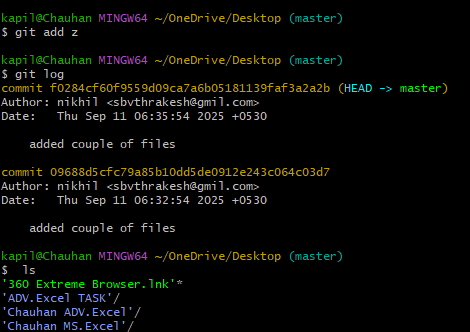 kapil@Chauhan MINGW64 ~/OneDrive/Desktop (master)
$ git add z
kapil@Chauhan MINGW64 ~/OneDrive/Desktop (master)
$ git log
commit f0284cf60f9559d09ca7a6b05181139faf3a2a2b (HEAD -> master)
Author: nikhil <sbvthrakesh@gmil.com>
Date:   Thu Sep 11 06:35:54 2025 +0530
    added couple of files
commit 09688d5cfc79a85b10dd5de0912e243c064c03d7
Author: nikhil <sbvthrakesh@gmil.com>
Date:   Thu Sep 11 06:32:54 2025 +0530
    added couple of files
kapil@Chauhan MINGW64 ~/OneDrive/Desktop (master)
$  ls
'360 Extreme Browser.lnk'*
'ADV.Excel TASK'/
'Chauhan ADV.Excel'/
'Chauhan MS.Excel'/